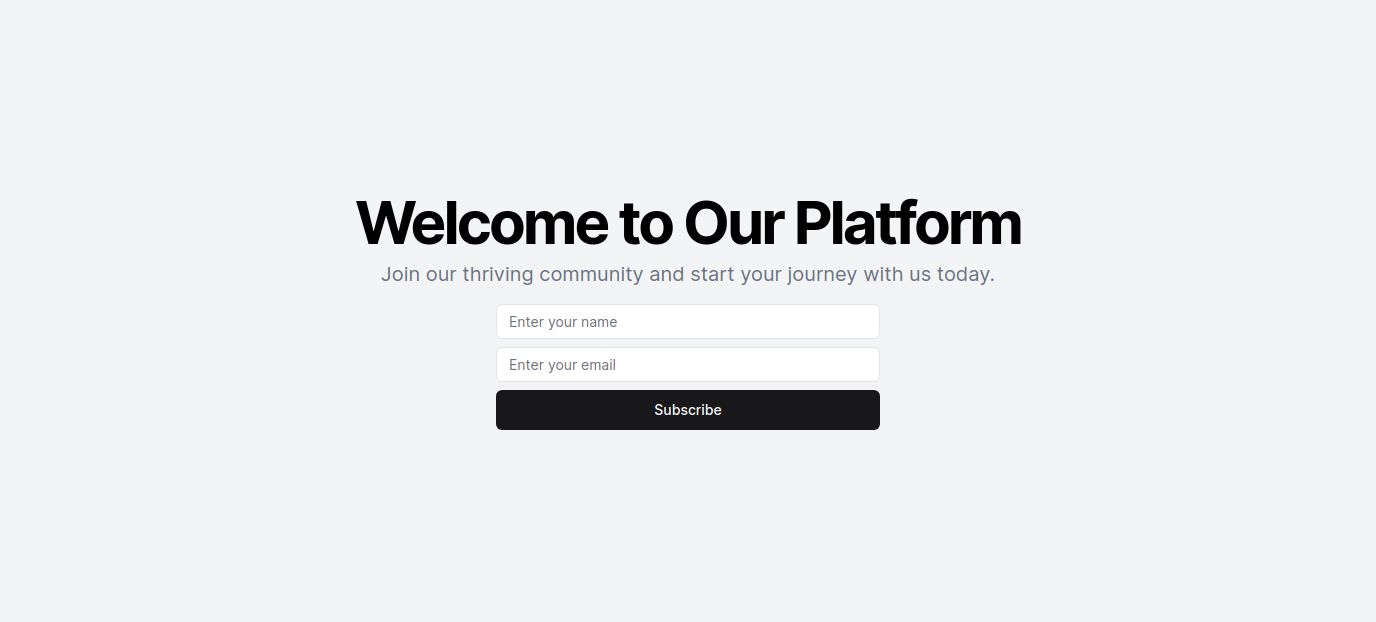 Welcome to Our Platform
Join our thriving community and start your journey with us today.
Enter your name
Enter your email
Subscribe